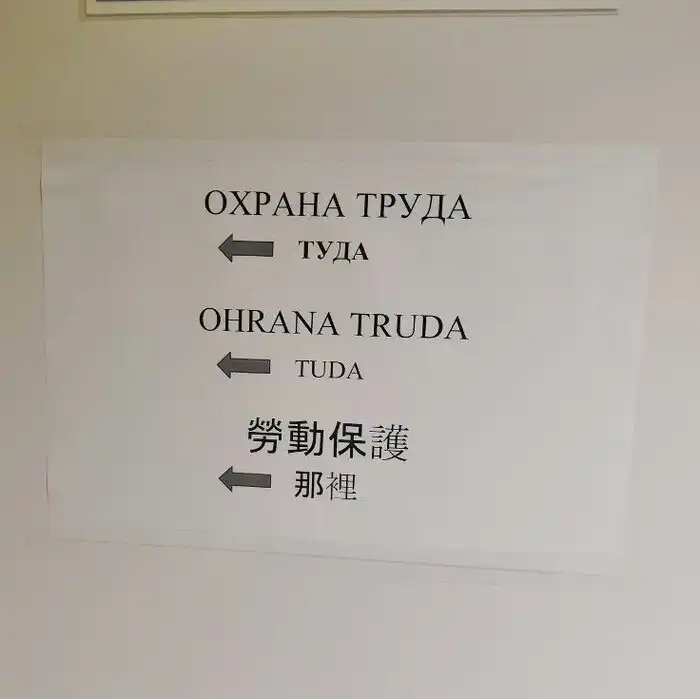 ОХРАНА ТРУДА
ТУДА
OHRANA TRUDA
TUDA
勞動保護
那裡